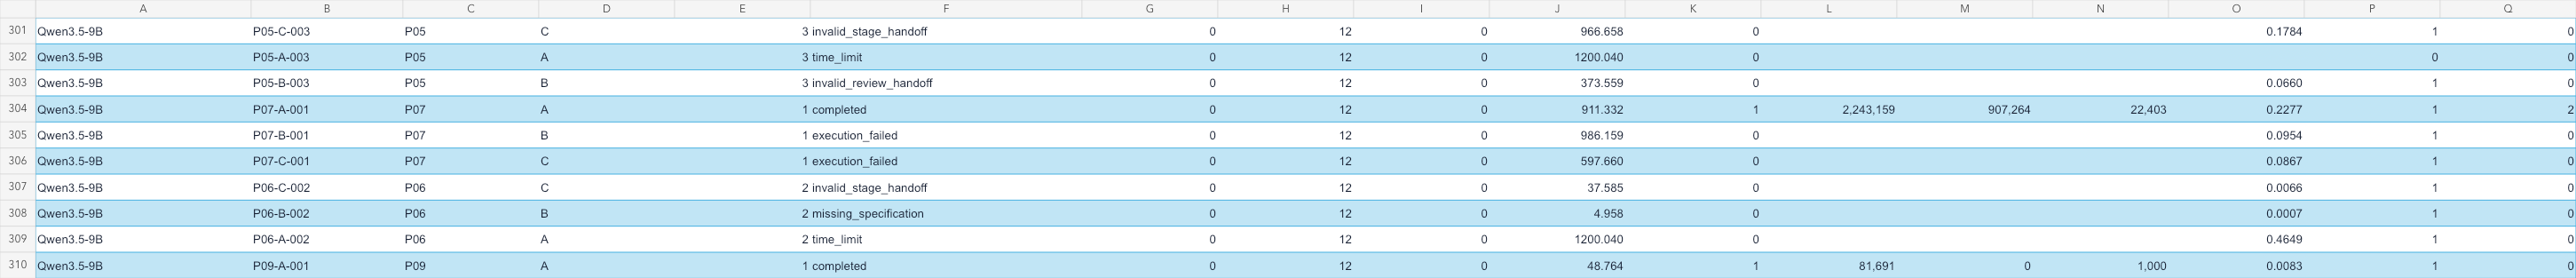 A B C D E F G H I J K L M N O P Q
301 Qwen3.5-9B P05-C-003 P05 C 3 invalid_stage_handoff 0 12 0 966.658 0 0.1784 1 0
302 Qwen3.5-9B P05-A-003 P05 A 3 time_limit 0 12 0 1200.040 0 0 0
303 Qwen3.5-9B P05-B-003 P05 B 3 invalid_review_handoff 0 12 0 373.559 0 0.0660 1 0
304 Qwen3.5-9B P07-A-001 P07 A 1 completed 0 12 0 911.332 1 2,243,159 907,264 22,403 0.2277 1 2
305 Qwen3.5-9B P07-B-001 P07 B 1 execution_failed 0 12 0 986.159 0 0.0954 1 0
306 Qwen3.5-9B P07-C-001 P07 C 1 execution_failed 0 12 0 597.660 0 0.0867 1 0
307 Qwen3.5-9B P06-C-002 P06 C 2 invalid_stage_handoff 0 12 0 37.585 0 0.0066 1 0
308 Qwen3.5-9B P06-B-002 P06 B 2 missing_specification 0 12 0 4.958 0 0.0007 1 0
309 Qwen3.5-9B P06-A-002 P06 A 2 time_limit 0 12 0 1200.040 0 0.4649 1 0
310 Qwen3.5-9B P09-A-001 P09 A 1 completed 0 12 0 48.764 1 81,691 0 1,000 0.0083 1 0